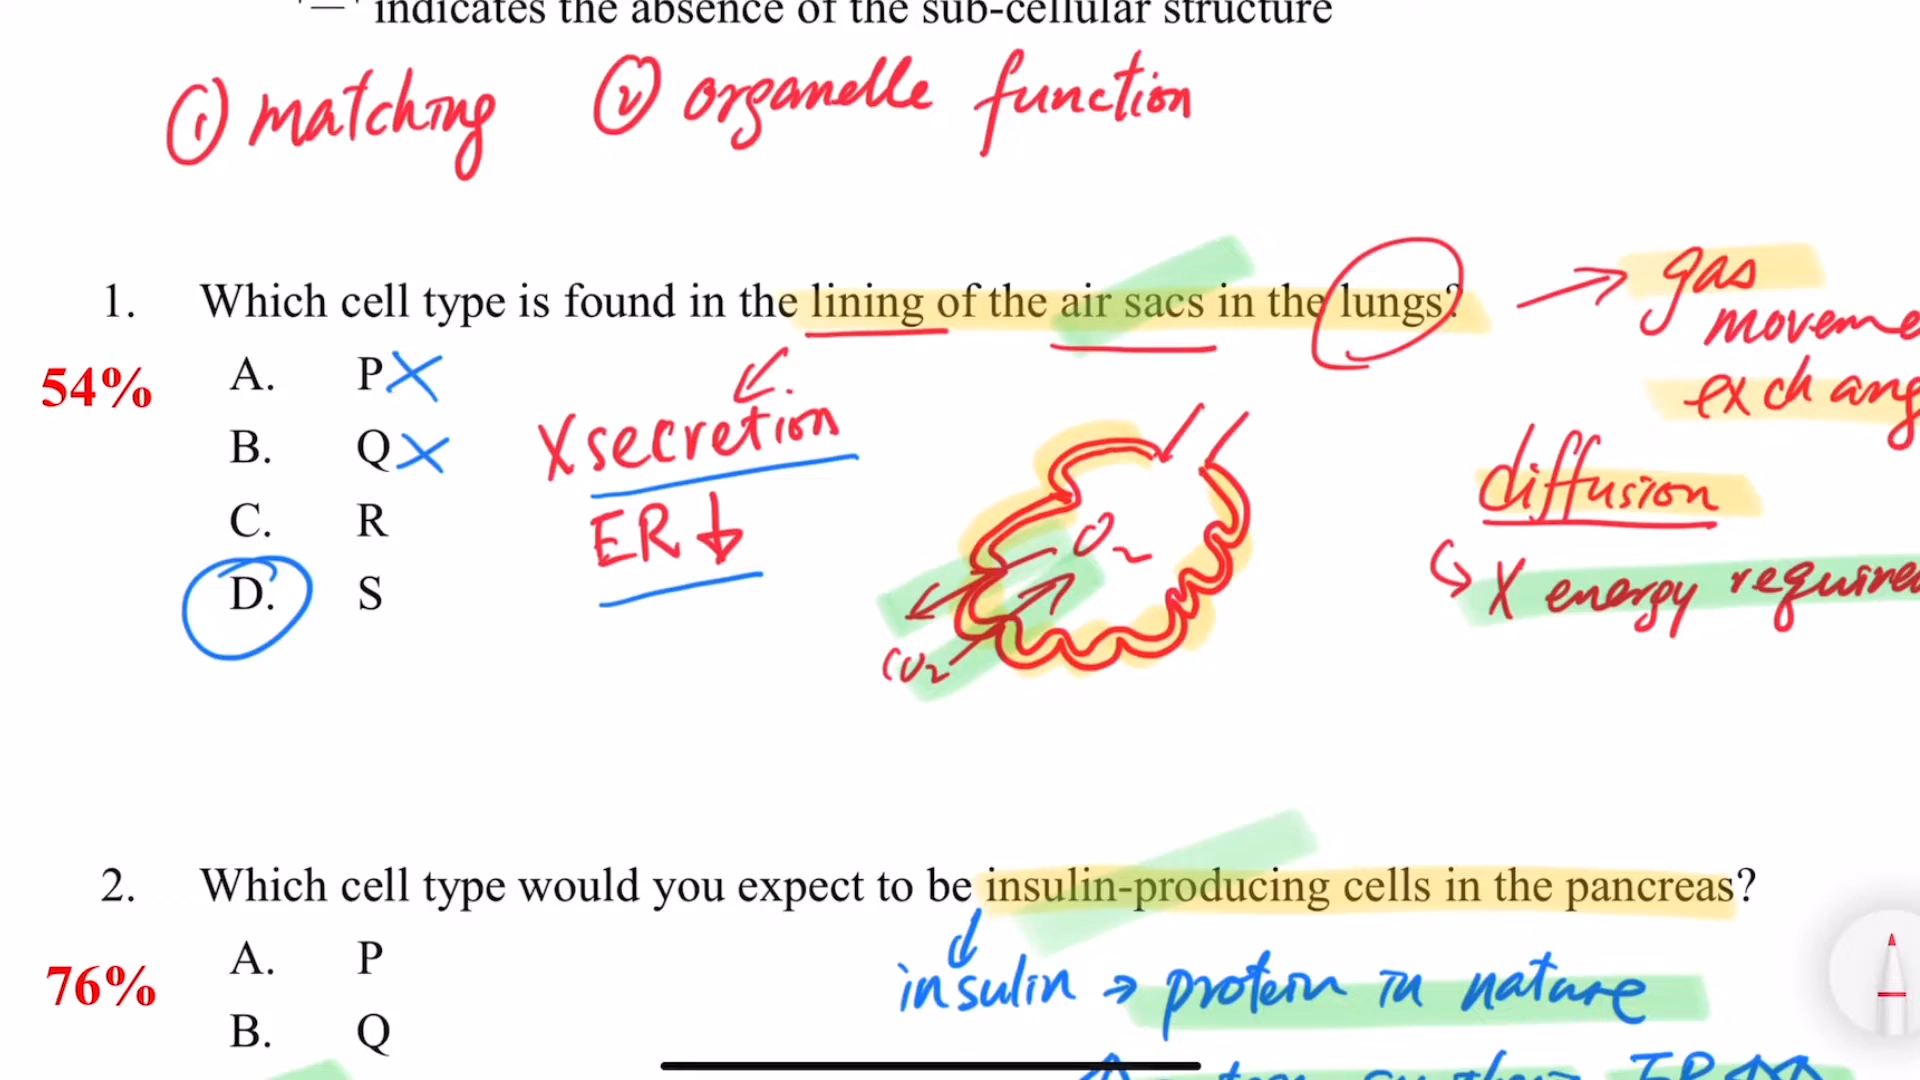 '—' indicates the absence of the sub-cellular structure
① matching ② organelle function
1. Which cell type is found in the lining of the air sacs in the lungs? → gas
moveme
exchang
54% A. P X
B. Q X
X secretion
C. R
ER ↓
D. S
O2
CO2
diffusion
↳ X energy require
2. Which cell type would you expect to be insulin-producing cells in the pancreas?
76% A. P
insulin → protein in nature
B. Q